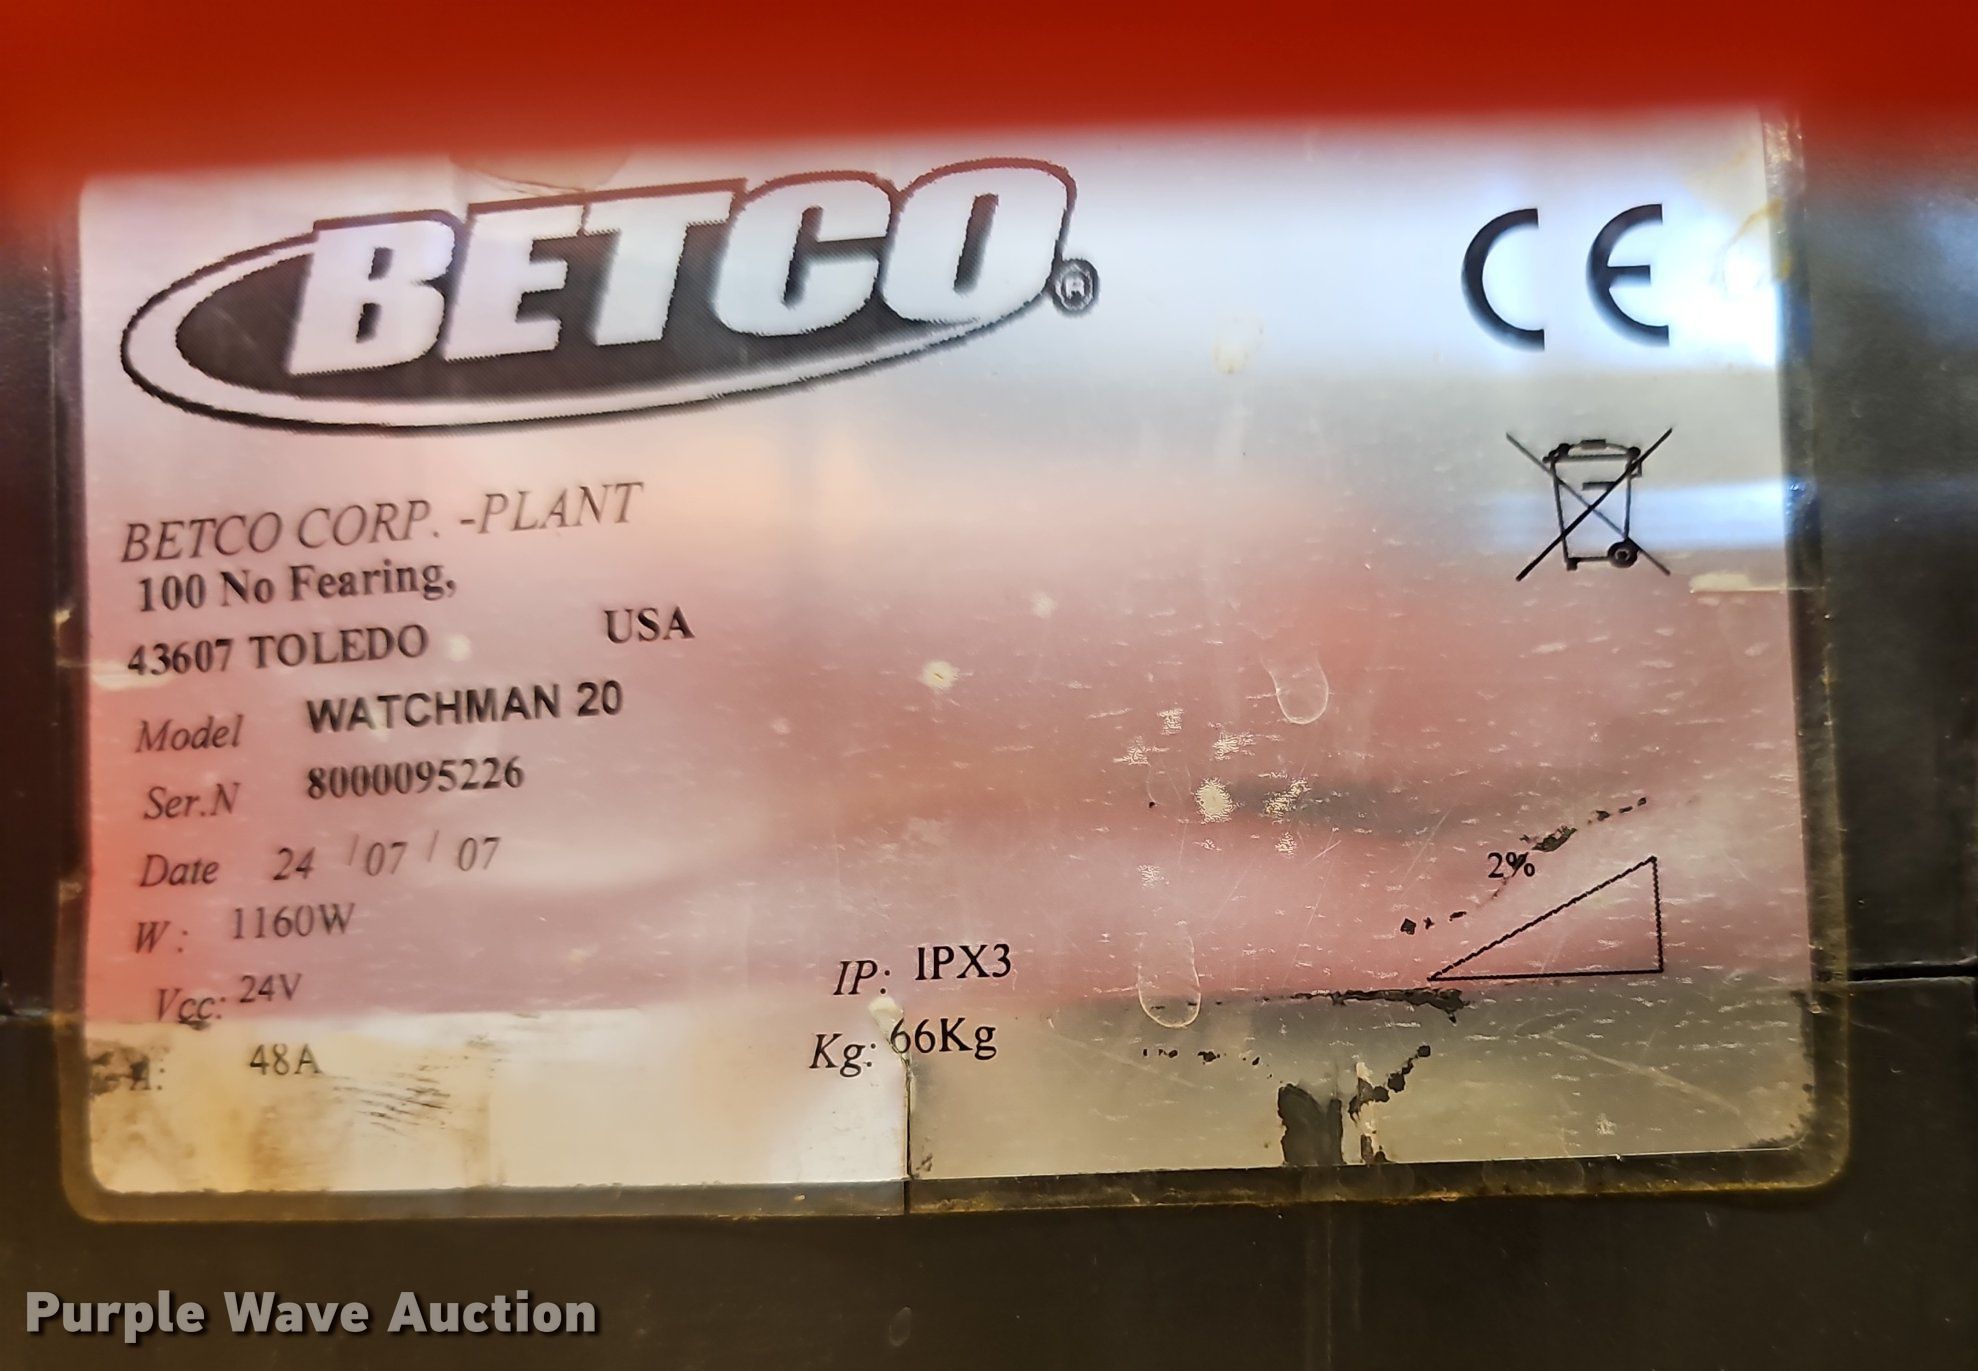 BETCO®
CE
BETCO CORP. -PLANT
100 No Fearing,
43607 TOLEDO USA
Model WATCHMAN 20
Ser.N 8000095226
Date 24 / 07 / 07
W: 1160W
Vcc: 24V
A: 48A
IP: IPX3
Kg: 66Kg
2%
Purple Wave Auction